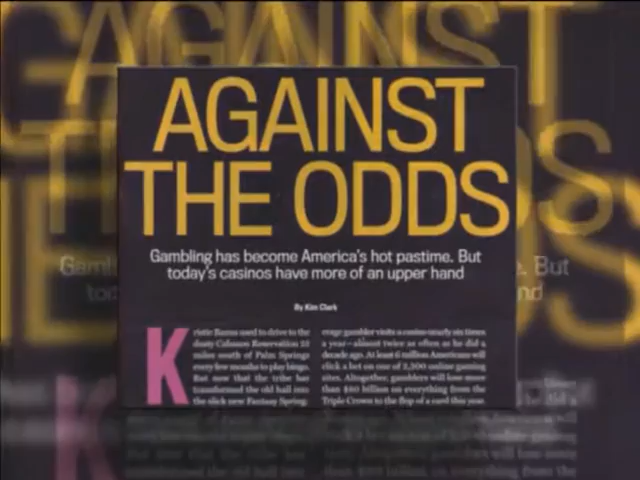 AGAINST
THE ODDS
Gambling has become America's hot pastime. But
today's casinos have more of an upper hand
By Kim Clark
Kristie Baros used to drive to the
dusty Cabazon Reservation 25
miles south of Palm Springs
every few months to play bingo.
But now that the tribe has
transformed the old hall into
the slick new Fantasy Spring
erage gambler visits a casino nearly six times
a year—almost twice as often as he did a
decade ago. At least 6 million Americans will
click a bet on one of 2,300 online gaming
sites. Altogether, gamblers will lose more
than $80 billion on everything from the
Triple Crown to the flop of a card this year.